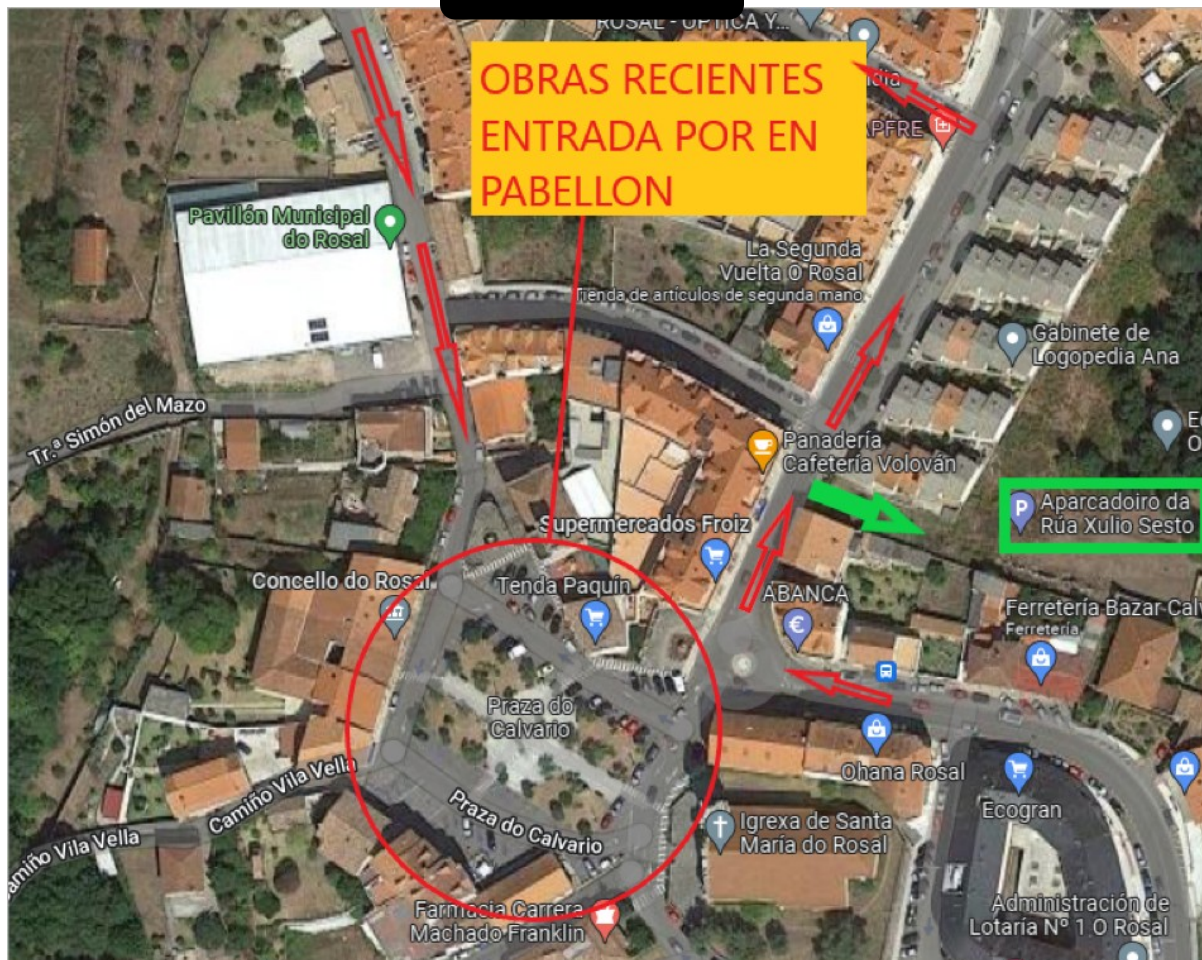 ROSAL - ÓPTICA Y...
OBRAS RECIENTES
ENTRADA POR EN
PABELLON
ndia
APFRE
Pavillón Municipal
do Rosal
La Segunda
Vuelta O Rosal
Tienda de artículos de segunda mano
Gabinete de
Logopedia Ana
Tr.ª Simón del Mazo
Panadería
Cafetería Volován
P
Aparcadoiro da
Rúa Xulio Sesto
Supermercados Froiz
Concello do Rosal
Tenda Paquín
ABANCA
€
Ferretería Bazar Cal
Ferretería
Praza do
Calvario
Ohana Rosal
Ecogran
Camiño Vila Vella
Praza do Calvario
Camiño Vila Vella
Igrexa de Santa
María do Rosal
Farmacia Carrera
Machado Franklin
Administración de
Lotaría Nº 1 O Rosal